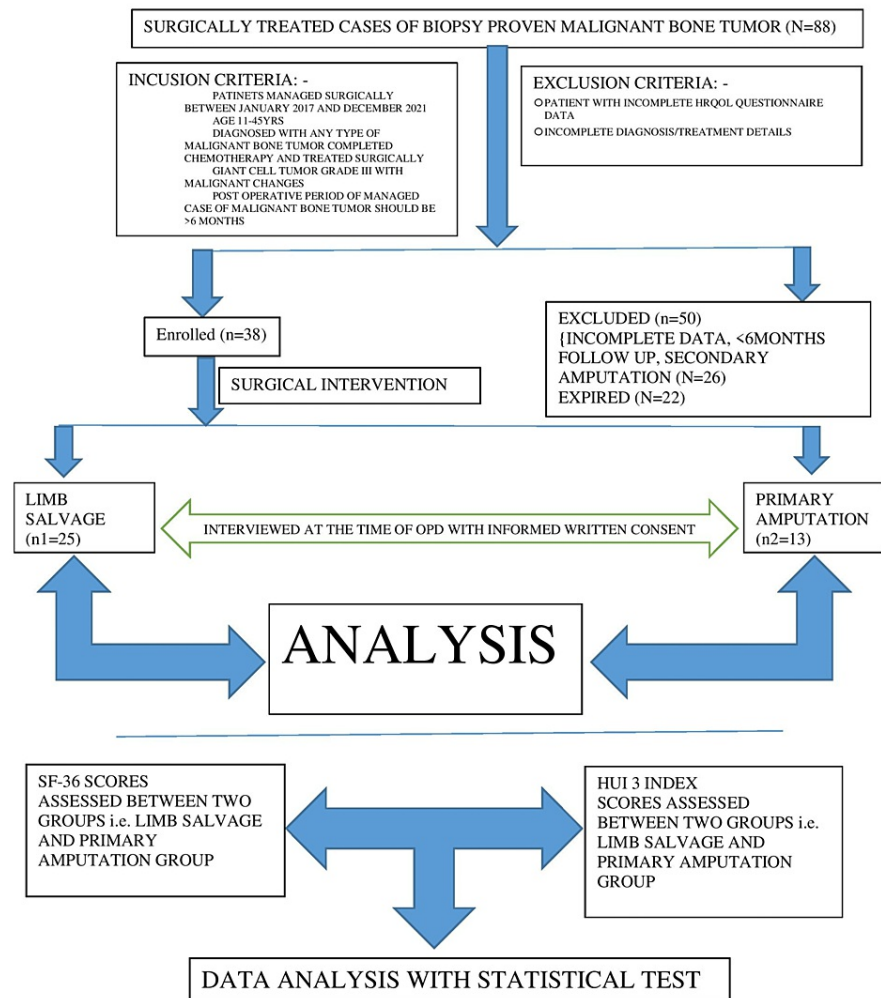 SURGICALLY TREATED CASES OF BIOPSY PROVEN MALIGNANT BONE TUMOR (N=88)
INCUSION CRITERIA: -
PATINETS MANAGED SURGICALLY
BETWEEN JANUARY 2017 AND DECEMBER 2021
AGE 11-45YRS
DIAGNOSED WITH ANY TYPE OF
MALIGNANT BONE TUMOR COMPLETED
CHEMOTHERAPY AND TREATED SURGICALLY
GIANT CELL TUMOR GRADE III WITH
MALIGNANT CHANGES
POST OPERATIVE PERIOD OF MANAGED
CASE OF MALIGNANT BONE TUMOR SHOULD BE
>6 MONTHS
EXCLUSION CRITERIA: -
○PATIENT WITH INCOMPLETE HRQOL QUESTIONNAIRE
DATA
○INCOMPLETE DIAGNOSIS/TREATMENT DETAILS
Enrolled (n=38)
EXCLUDED (n=50)
{INCOMPLETE DATA, <6MONTHS
FOLLOW UP, SECONDARY
AMPUTATION (N=26)
EXPIRED (N=22)
SURGICAL INTERVENTION
LIMB
SALVAGE
(n1=25)
INTERVIEWED AT THE TIME OF OPD WITH INFORMED WRITTEN CONSENT
PRIMARY
AMPUTATION
(n2=13)
ANALYSIS
SF-36 SCORES
ASSESSED BETWEEN TWO
GROUPS i.e. LIMB SALVAGE
AND PRIMARY
AMPUTATION GROUP
HUI 3 INDEX
SCORES ASSESSED
BETWEEN TWO GROUPS i.e.
LIMB SALVAGE AND
PRIMARY AMPUTATION
GROUP
DATA ANALYSIS WITH STATISTICAL TEST